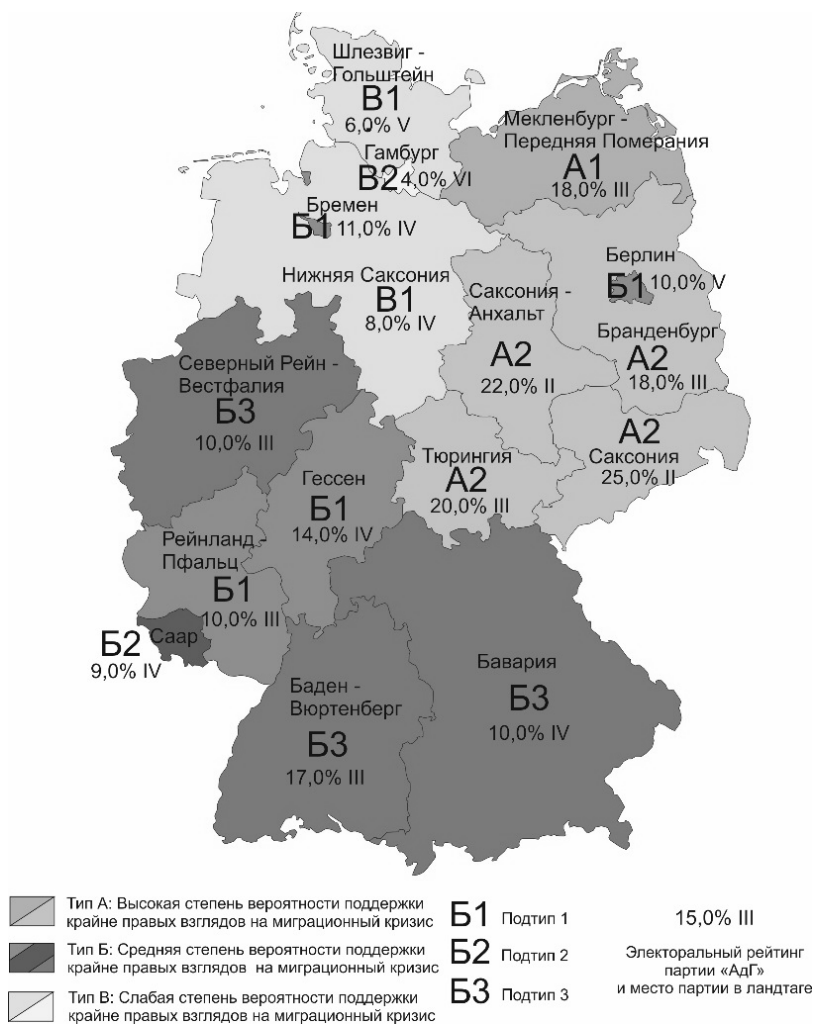 Шлезвиг -
Гольштейн
В1
6,0% V
Мекленбург -
Передняя Померания
А1
18,0% III
Гамбург
В2 4,0% VI
Бремен
Б1 11,0% IV
Берлин
Б1 10,0% V
Нижняя Саксония
В1
8,0% IV
Саксония -
Анхальт
А2
22,0% II
Бранденбург
А2
18,0% III
Северный Рейн -
Вестфалия
Б3
10,0% III
А2
Саксония
25,0% II
Тюрингия
А2
20,0% III
Гессен
Б1
14,0% IV
Рейнланд -
Пфальц
Б1
10,0% III
Саар
Б2
9,0% IV
Бавария
Б3
10,0% IV
Баден -
Вюртенберг
Б3
17,0% III
Тип А: Высокая степень вероятности поддержки
крайне правых взглядов на миграционный кризис
Тип Б: Средняя степень вероятности поддержки
крайне правых взглядов на миграционный кризис
Тип В: Слабая степень вероятности поддержки
крайне правых взглядов на миграционный кризис
Б1 Подтип 1
Б2 Подтип 2
Б3 Подтип 3
15,0% III
Электоральный рейтинг
партии «АдГ»
и место партии в ландтаге